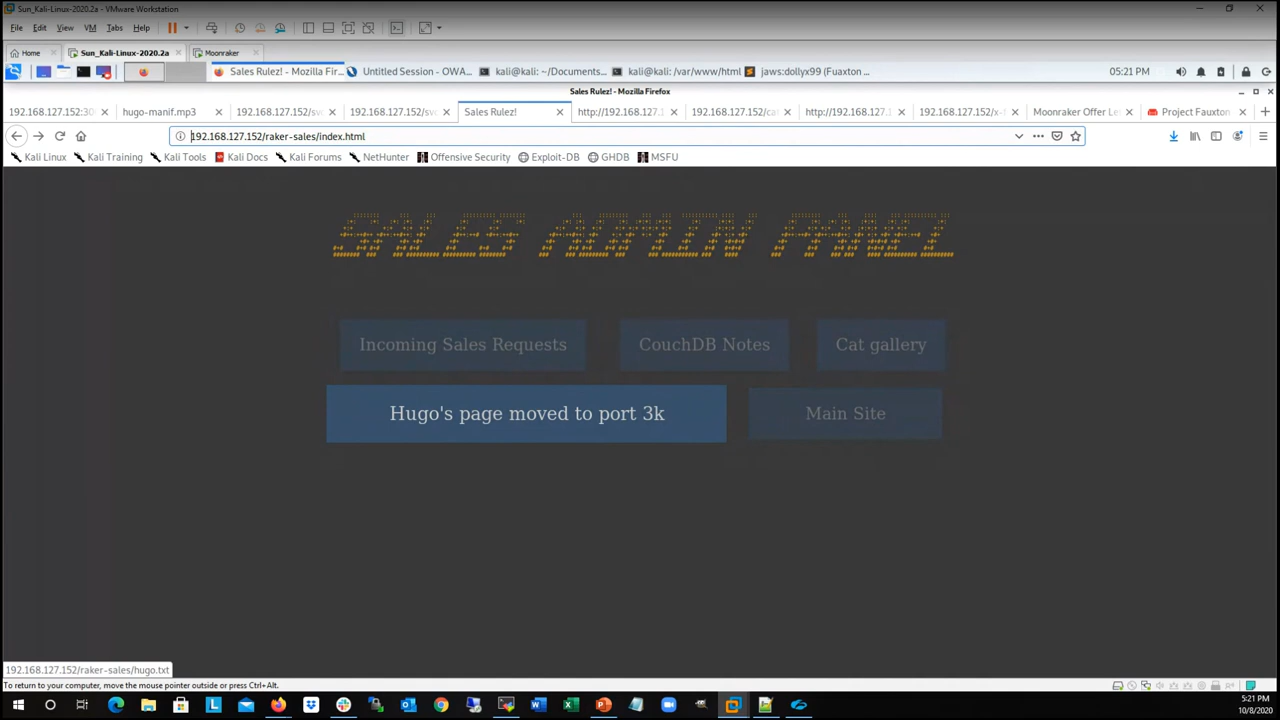 Sun_Kali-Linux-2020.2a - VMware Workstation
File Edit View VM Tabs Help
Home Sun_Kali-Linux-2020.2a Moonraker
Sales Rulez! - Mozilla Fir... Untitled Session - OWA... kali@kali: ~/Documents... kali@kali: /var/www/html jaws:dollyx99 (Fuaxton ... 05:21 PM
Sales Rulez! - Mozilla Firefox
192.168.127.152:30 hugo-manif.mp3 192.168.127.152/sv 192.168.127.152/sv Sales Rulez! http://192.168.127.1 192.168.127.152/ca http://192.168.127.1 192.168.127.152/x-t Moonraker Offer Le Project Fauxton
192.168.127.152/raker-sales/index.html
Kali Linux Kali Training Kali Tools Kali Docs Kali Forums NetHunter Offensive Security Exploit-DB GHDB MSFU
SALES ADMIN PANEL
Incoming Sales Requests CouchDB Notes Cat gallery
Hugo's page moved to port 3k Main Site
192.168.127.152/raker-sales/hugo.txt
To return to your computer, move the mouse pointer outside or press Ctrl+Alt.
5:21 PM
10/8/2020